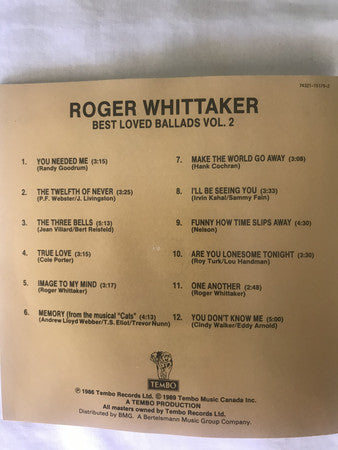 74321-15179-2
ROGER WHITTAKER
BEST LOVED BALLADS VOL. 2
1. YOU NEEDED ME (3:15)
(Randy Goodrum)
2. THE TWELFTH OF NEVER (3:25)
(P.F. Webster/J. Livingston)
3. THE THREE BELLS (5:13)
(Jean Villard/Bert Reisfeld)
4. TRUE LOVE (3:15)
(Cole Porter)
5. IMAGE TO MY MIND (3:17)
(Roger Whittaker)
6. MEMORY (from the musical "Cats" (4:13)
(Andrew Lloyd Webber/T.S. Eliot/Trevor Nunn)
7. MAKE THE WORLD GO AWAY (3:08)
(Hank Cochran)
8. I'LL BE SEEING YOU (3:33)
(Irvin Kahal/Sammy Fain)
9. FUNNY HOW TIME SLIPS AWAY (4:30)
(Nelson)
10. ARE YOU LONESOME TONIGHT (3:30)
(Roy Turk/Lou Handman)
11. ONE ANOTHER (2:48)
(Roger Whittaker)
12. YOU DON'T KNOW ME (5:00)
(Cindy Walker/Eddy Arnold)
TEMBO
℗ 1986 Tembo Records Ltd. © 1989 Tembo Music Canada Inc.
A TEMBO PRODUCTION
All masters owned by Tembo Records Ltd.
Distributed by BMG. A Bertelsmann Music Group Company.